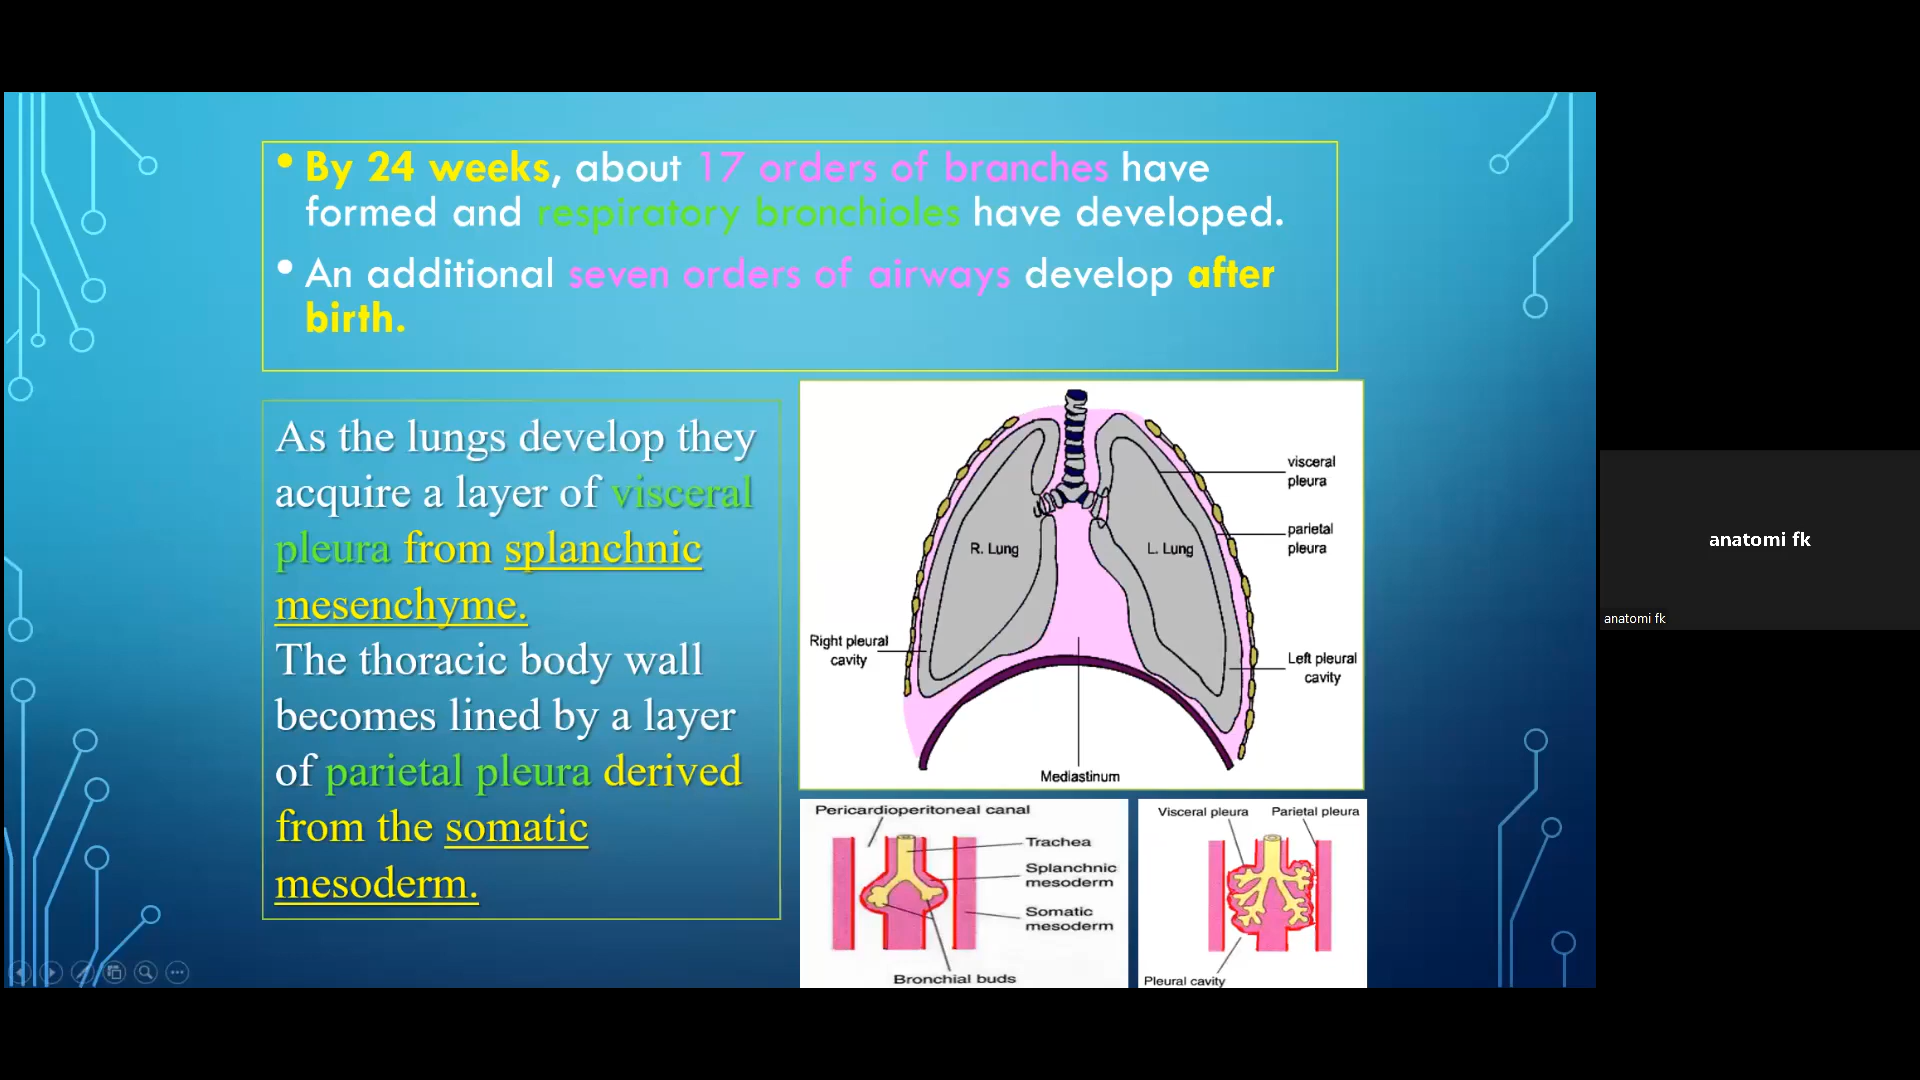 • By 24 weeks, about 17 orders of branches have
formed and respiratory bronchioles have developed.
• An additional seven orders of airways develop after
birth.
As the lungs develop they
acquire a layer of visceral
pleura from splanchnic
mesenchyme.
The thoracic body wall
becomes lined by a layer
of parietal pleura derived
from the somatic
mesoderm.
visceral
pleura
parietal
pleura
R. Lung
L. Lung
Right pleural
cavity
Left pleural
cavity
Mediastinum
Pericardioperitoneal canal
Trachea
Splanchnic
mesoderm
Somatic
mesoderm
Bronchial buds
Visceral pleura
Parietal pleura
Pleural cavity
anatomi fk
anatomi fk